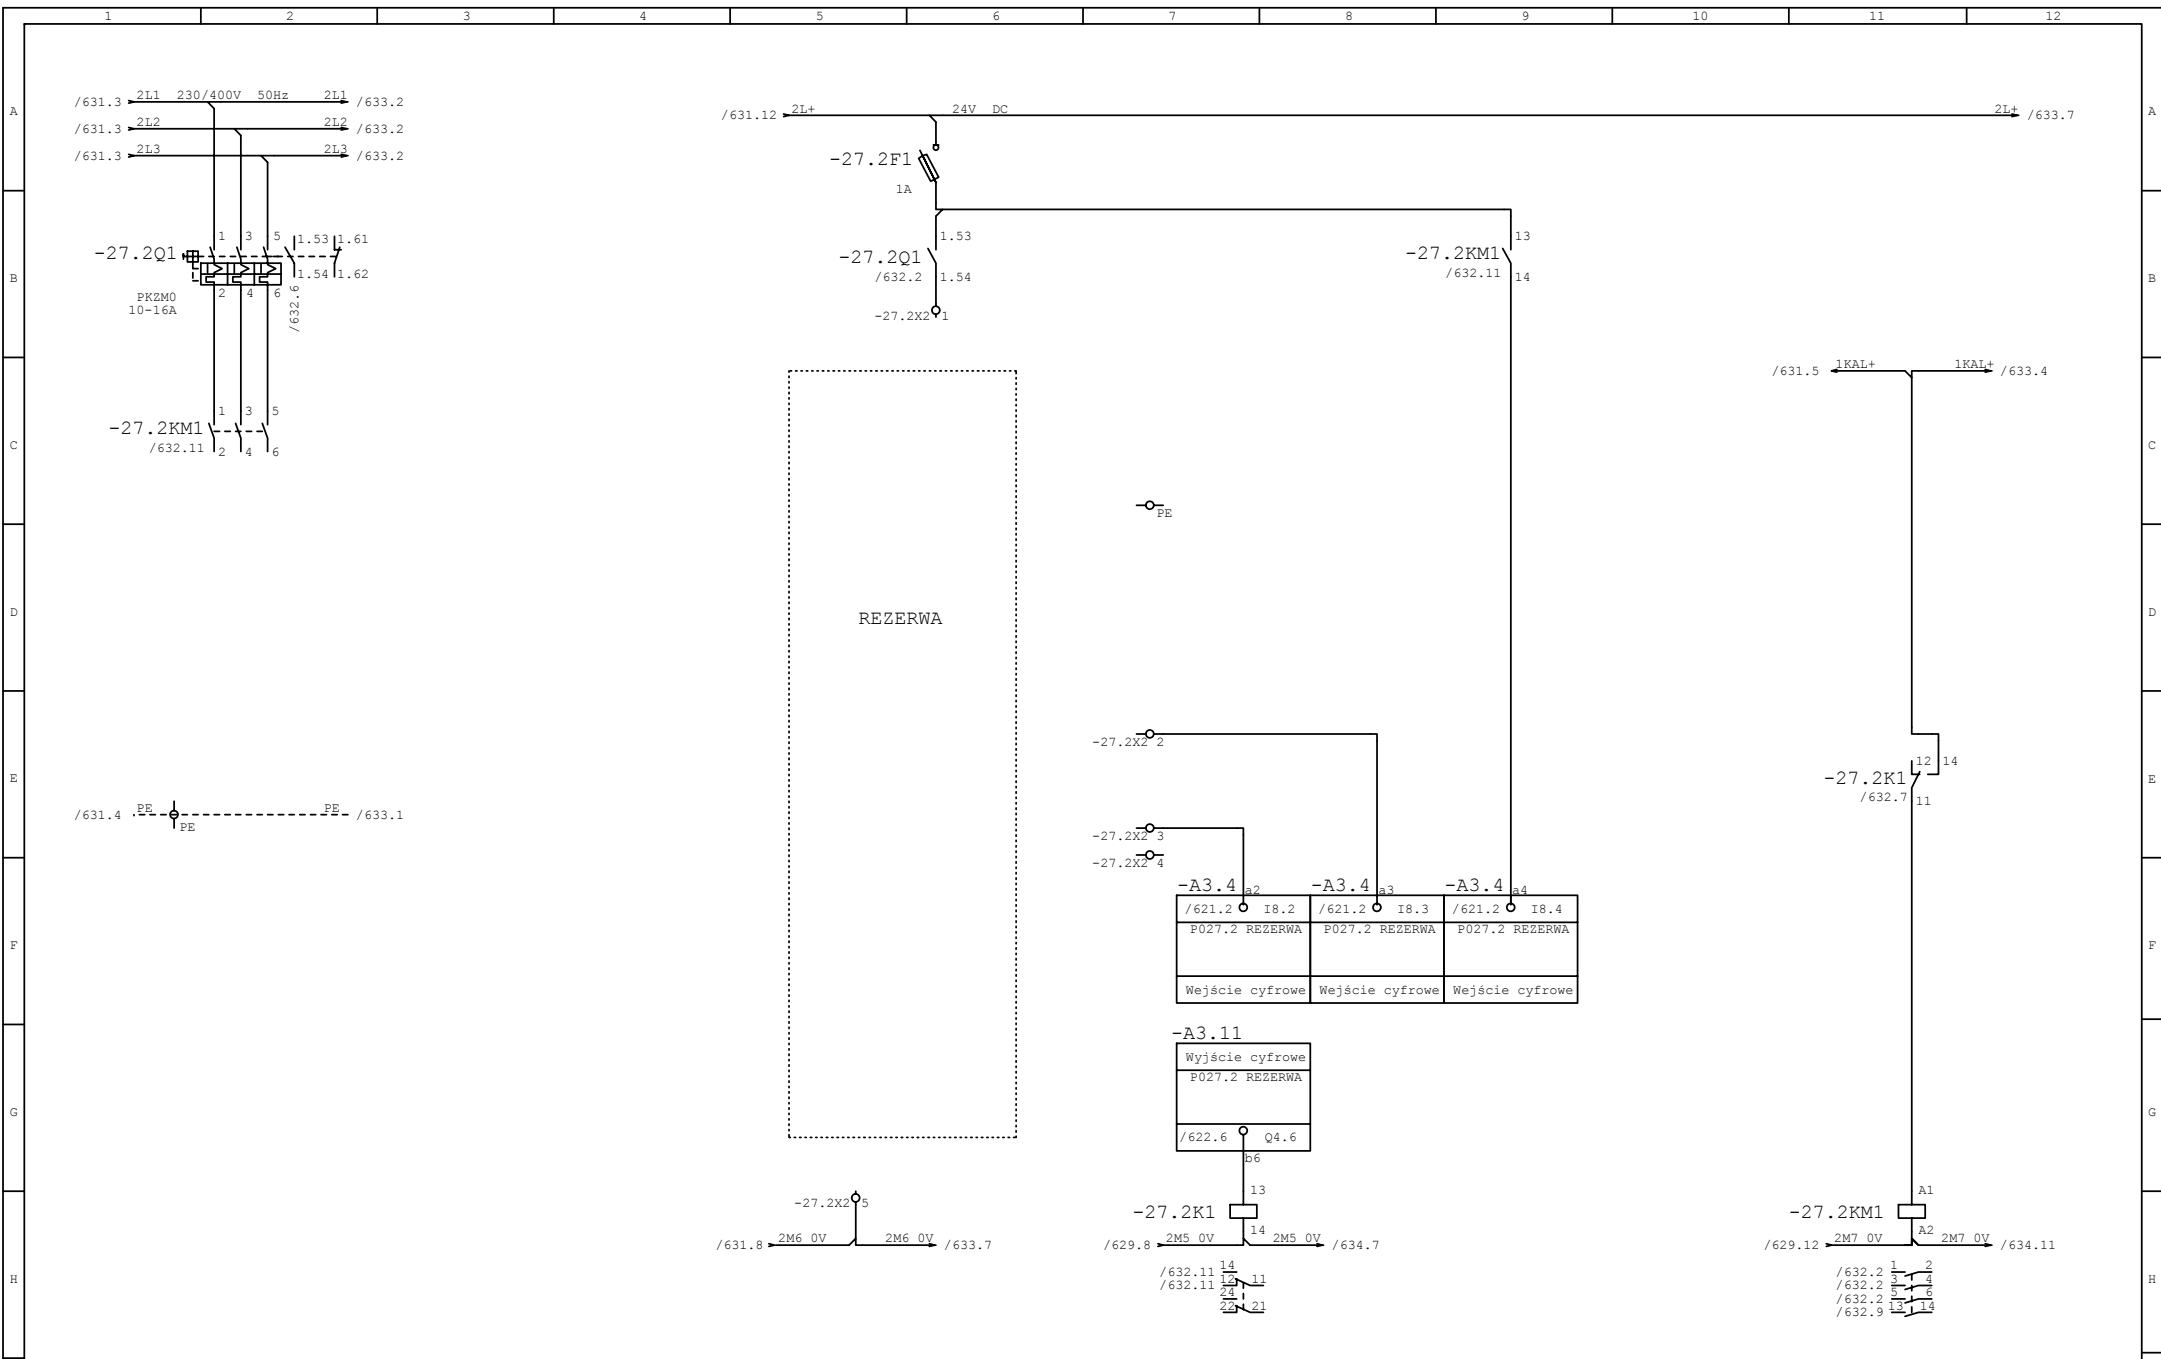 1 2 3 4 5 6 7 8 9 10 11 12
A A
/631.3 2L1 230/400V 50Hz 2L1 /633.2
/631.3 2L2 2L2 /633.2
/631.3 2L3 2L3 /633.2
/631.12 2L+ 24V DC 2L+ /633.7
-27.2F1
1A
B B
-27.2Q1
1 3 5 1.53 1.61
2 4 6 1.54 1.62
PKZM0
10-16A
/632.6
-27.2Q1
/632.2
1.53
1.54
-27.2X2 1
-27.2KM1
/632.11
13
14
C C
-27.2KM1
/632.11
1 3 5
2 4 6
/631.5 1KAL+ 1KAL+ /633.4
PE
D D
REZERWA
E E
-27.2X2 2
-27.2K1
/632.7
12 14
11
/631.4 PE PE /633.1
PE
-27.2X2 3
-27.2X2 4
F F
-A3.4 a2 -A3.4 a3 -A3.4 a4
/621.2 I8.2 /621.2 I8.3 /621.2 I8.4
P027.2 REZERWA P027.2 REZERWA P027.2 REZERWA
Wejście cyfrowe Wejście cyfrowe Wejście cyfrowe
G G
-A3.11
Wyjście cyfrowe
P027.2 REZERWA
/622.6 Q4.6
b6
H H
-27.2X2 5
/631.8 2M6 0V 2M6 0V /633.7
13
-27.2K1
14
/629.8 2M5 0V 2M5 0V /634.7
/632.11 14
/632.11 12 11
24
22 21
A1
-27.2KM1
A2
/629.12 2M7 0V 2M7 0V /634.11
/632.2 1 2
/632.2 3 4
/632.2 5 6
/632.9 13 14